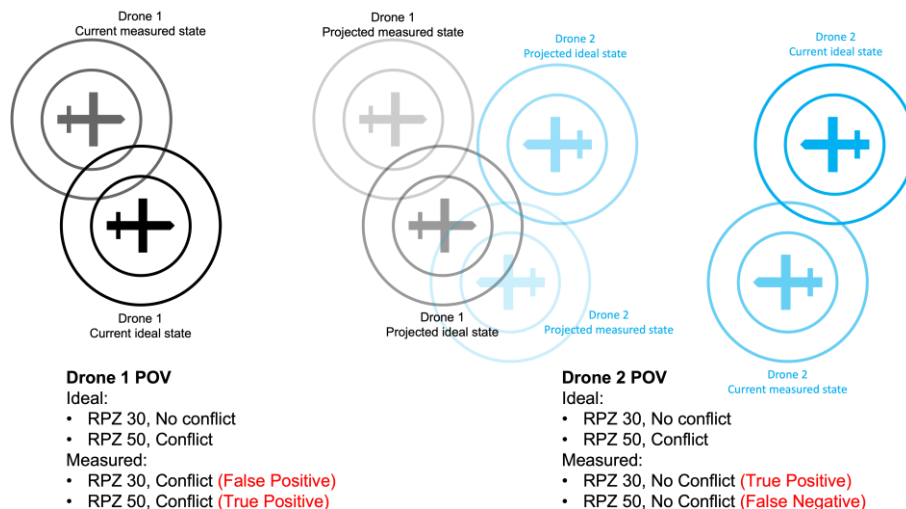 Drone 1
Current measured state
Drone 1
Projected measured state
Drone 2
Projected ideal state
Drone 2
Current ideal state
Drone 1
Current ideal state
Drone 1
Projected ideal state
Drone 2
Projected measured state
Drone 2
Current measured state
Drone 1 POV
Ideal:
• RPZ 30, No conflict
• RPZ 50, Conflict
Measured:
• RPZ 30, Conflict (False Positive)
• RPZ 50, Conflict (True Positive)
Drone 2 POV
Ideal:
• RPZ 30, No conflict
• RPZ 50, Conflict
Measured:
• RPZ 30, No Conflict (True Positive)
• RPZ 50, No Conflict (False Negative)